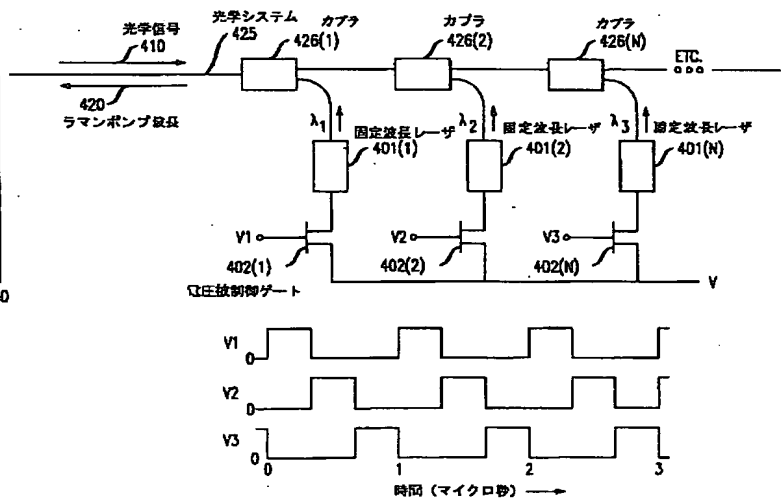 光学信号
410
光学システム
425
カプラ
426(1)
カプラ
426(2)
カプラ
426(N)
ETC.
420
ラマンポンプ波長
λ1
固定波長レーザ
401(1)
λ2
固定波長レーザ
401(2)
λ3
固定波長レーザ
401(N)
V1
402(1)
V2
402(2)
V3
402(N)
V
0
電圧被制御ゲート
V1
0
V2
0
V3
0
0 1 2 3
時間 (マイクロ秒)